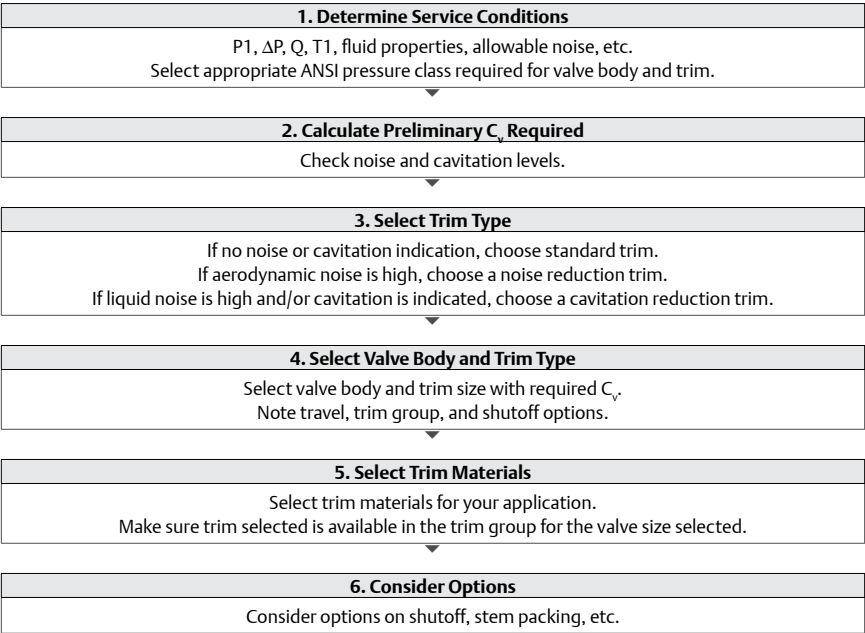 1. Determine Service Conditions
P1, ΔP, Q, T1, fluid properties, allowable noise, etc.
Select appropriate ANSI pressure class required for valve body and trim.
2. Calculate Preliminary Cv Required
Check noise and cavitation levels.
3. Select Trim Type
If no noise or cavitation indication, choose standard trim.
If aerodynamic noise is high, choose a noise reduction trim.
If liquid noise is high and/or cavitation is indicated, choose a cavitation reduction trim.
4. Select Valve Body and Trim Type
Select valve body and trim size with required Cv.
Note travel, trim group, and shutoff options.
5. Select Trim Materials
Select trim materials for your application.
Make sure trim selected is available in the trim group for the valve size selected.
6. Consider Options
Consider options on shutoff, stem packing, etc.